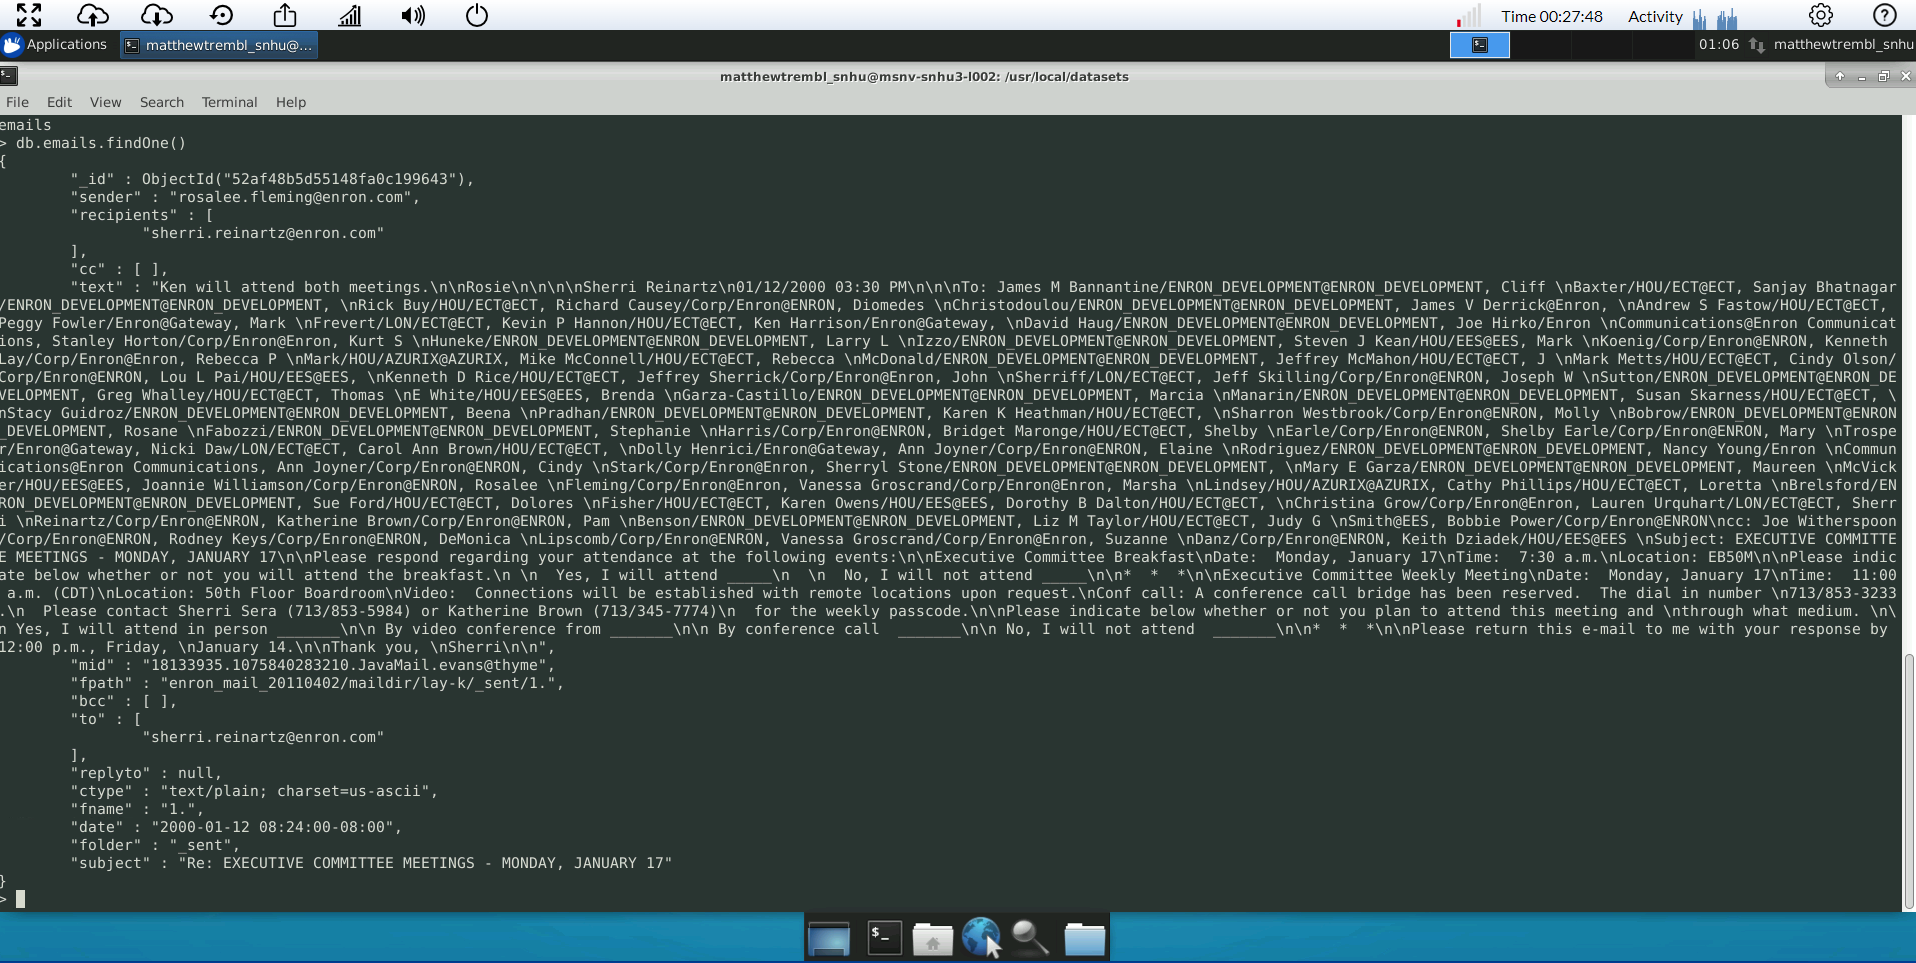 Time 00:27:48 Activity
Applications matthewtrembl_snhu@... 01:06 matthewtrembl_snhu
matthewtrembl_snhu@msnv-snhu3-l002: /usr/local/datasets
File Edit View Search Terminal Help
emails
> db.emails.findOne()
{
"_id" : ObjectId("52af48b5d55148fa0c199643"),
"sender" : "rosalee.fleming@enron.com",
"recipients" : [
"sherri.reinartz@enron.com"
],
"cc" : [ ],
"text" : "Ken will attend both meetings.\n\nRosie\n\n\n\nSherri Reinartz\n01/12/2000 03:30 PM\n\n\nTo: James M Bannantine/ENRON_DEVELOPMENT@ENRON_DEVELOPMENT, Cliff \nBaxter/HOU/ECT@ECT, Sanjay Bhatnagar
/ENRON_DEVELOPMENT@ENRON_DEVELOPMENT, \nRick Buy/HOU/ECT@ECT, Richard Causey/Corp/Enron@ENRON, Diomedes \nChristodoulou/ENRON_DEVELOPMENT@ENRON_DEVELOPMENT, James V Derrick@Enron, \nAndrew S Fastow/HOU/ECT@ECT,
Peggy Fowler/Enron@Gateway, Mark \nFrevert/LON/ECT@ECT, Kevin P Hannon/HOU/ECT@ECT, Ken Harrison/Enron@Gateway, \nDavid Haug/ENRON_DEVELOPMENT@ENRON_DEVELOPMENT, Joe Hirko/Enron \nCommunications@Enron Communicat
ions, Stanley Horton/Corp/Enron@Enron, Kurt S \nHuneke/ENRON_DEVELOPMENT@ENRON_DEVELOPMENT, Larry L \nIzzo/ENRON_DEVELOPMENT@ENRON_DEVELOPMENT, Steven J Kean/HOU/EES@EES, Mark \nKoenig/Corp/Enron@ENRON, Kenneth
Lay/Corp/Enron@Enron, Rebecca P \nMark/HOU/AZURIX@AZURIX, Mike McConnell/HOU/ECT@ECT, Rebecca \nMcDonald/ENRON_DEVELOPMENT@ENRON_DEVELOPMENT, Jeffrey McMahon/HOU/ECT@ECT, J \nMark Metts/HOU/ECT@ECT, Cindy Olson/
Corp/Enron@ENRON, Lou L Pai/HOU/EES@EES, \nKenneth D Rice/HOU/ECT@ECT, Jeffrey Sherrick/Corp/Enron@Enron, John \nSherriff/LON/ECT@ECT, Jeff Skilling/Corp/Enron@ENRON, Joseph W \nSutton/ENRON_DEVELOPMENT@ENRON_DE
VELOPMENT, Greg Whalley/HOU/ECT@ECT, Thomas \nE White/HOU/EES@EES, Brenda \nGarza-Castillo/ENRON_DEVELOPMENT@ENRON_DEVELOPMENT, Marcia \nManarin/ENRON_DEVELOPMENT@ENRON_DEVELOPMENT, Susan Skarness/HOU/ECT@ECT, \
nStacy Guidroz/ENRON_DEVELOPMENT@ENRON_DEVELOPMENT, Beena \nPradhan/ENRON_DEVELOPMENT@ENRON_DEVELOPMENT, Karen K Heathman/HOU/ECT@ECT, \nSharron Westbrook/Corp/Enron@ENRON, Molly \nBobrow/ENRON_DEVELOPMENT@ENRON
_DEVELOPMENT, Rosane \nFabozzi/ENRON_DEVELOPMENT@ENRON_DEVELOPMENT, Stephanie \nHarris/Corp/Enron@ENRON, Bridget Maronge/HOU/ECT@ECT, Shelby \nEarle/Corp/Enron@ENRON, Shelby Earle/Corp/Enron@ENRON, Mary \nTrospe
r/Enron@Gateway, Nicki Daw/LON/ECT@ECT, Carol Ann Brown/HOU/ECT@ECT, \nDolly Henrici/Enron@Gateway, Ann Joyner/Corp/Enron@ENRON, Elaine \nRodriguez/ENRON_DEVELOPMENT@ENRON_DEVELOPMENT, Nancy Young/Enron \nCommun
ications@Enron Communications, Ann Joyner/Corp/Enron@ENRON, Cindy \nStark/Corp/Enron@Enron, Sherryl Stone/ENRON_DEVELOPMENT@ENRON_DEVELOPMENT, \nMary E Garza/ENRON_DEVELOPMENT@ENRON_DEVELOPMENT, Maureen \nMcVick
er/HOU/EES@EES, Joannie Williamson/Corp/Enron@ENRON, Rosalee \nFleming/Corp/Enron@Enron, Vanessa Groscrand/Corp/Enron@Enron, Marsha \nLindsey/HOU/AZURIX@AZURIX, Cathy Phillips/HOU/ECT@ECT, Loretta \nBrelsford/EN
RON_DEVELOPMENT@ENRON_DEVELOPMENT, Sue Ford/HOU/ECT@ECT, Dolores \nFisher/HOU/ECT@ECT, Karen Owens/HOU/EES@EES, Dorothy B Dalton/HOU/ECT@ECT, \nChristina Grow/Corp/Enron@Enron, Lauren Urquhart/LON/ECT@ECT, Sherr
i \nReinartz/Corp/Enron@ENRON, Katherine Brown/Corp/Enron@ENRON, Pam \nBenson/ENRON_DEVELOPMENT@ENRON_DEVELOPMENT, Liz M Taylor/HOU/ECT@ECT, Judy G \nSmith@EES, Bobbie Power/Corp/Enron@ENRON\ncc: Joe Witherspoon
/Corp/Enron@ENRON, Rodney Keys/Corp/Enron@ENRON, DeMonica \nLipscomb/Corp/Enron@ENRON, Vanessa Groscrand/Corp/Enron@Enron, Suzanne \nDanz/Corp/Enron@ENRON, Keith Dziadek/HOU/EES@EES \nSubject: EXECUTIVE COMMITTE
E MEETINGS - MONDAY, JANUARY 17\n\nPlease respond regarding your attendance at the following events:\n\nExecutive Committee Breakfast\nDate:  Monday, January 17\nTime:  7:30 a.m.\nLocation: EB50M\n\nPlease indic
ate below whether or not you will attend the breakfast.\n \n  Yes, I will attend _____\n  \n  No, I will not attend _____\n\n*  *  *\n\nExecutive Committee Weekly Meeting\nDate:  Monday, January 17\nTime:  11:00
a.m. (CDT)\nLocation: 50th Floor Boardroom\nVideo:  Connections will be established with remote locations upon request.\nConf call: A conference call bridge has been reserved.  The dial in number \n713/853-3233
.\n  Please contact Sherri Sera (713/853-5984) or Katherine Brown (713/345-7774)\n  for the weekly passcode.\n\nPlease indicate below whether or not you plan to attend this meeting and \nthrough what medium. \n\
n Yes, I will attend in person _______\n\n By video conference from _______\n\n By conference call  _______\n\n No, I will not attend  _______\n\n*  *  *\n\nPlease return this e-mail to me with your response by
12:00 p.m., Friday, \nJanuary 14.\n\nThank you, \nSherri\n\n",
"mid" : "18133935.1075840283210.JavaMail.evans@thyme",
"fpath" : "enron_mail_20110402/maildir/lay-k/_sent/1.",
"bcc" : [ ],
"to" : [
"sherri.reinartz@enron.com"
],
"replyto" : null,
"ctype" : "text/plain; charset=us-ascii",
"fname" : "1.",
"date" : "2000-01-12 08:24:00-08:00",
"folder" : "_sent",
"subject" : "Re: EXECUTIVE COMMITTEE MEETINGS - MONDAY, JANUARY 17"
}
>